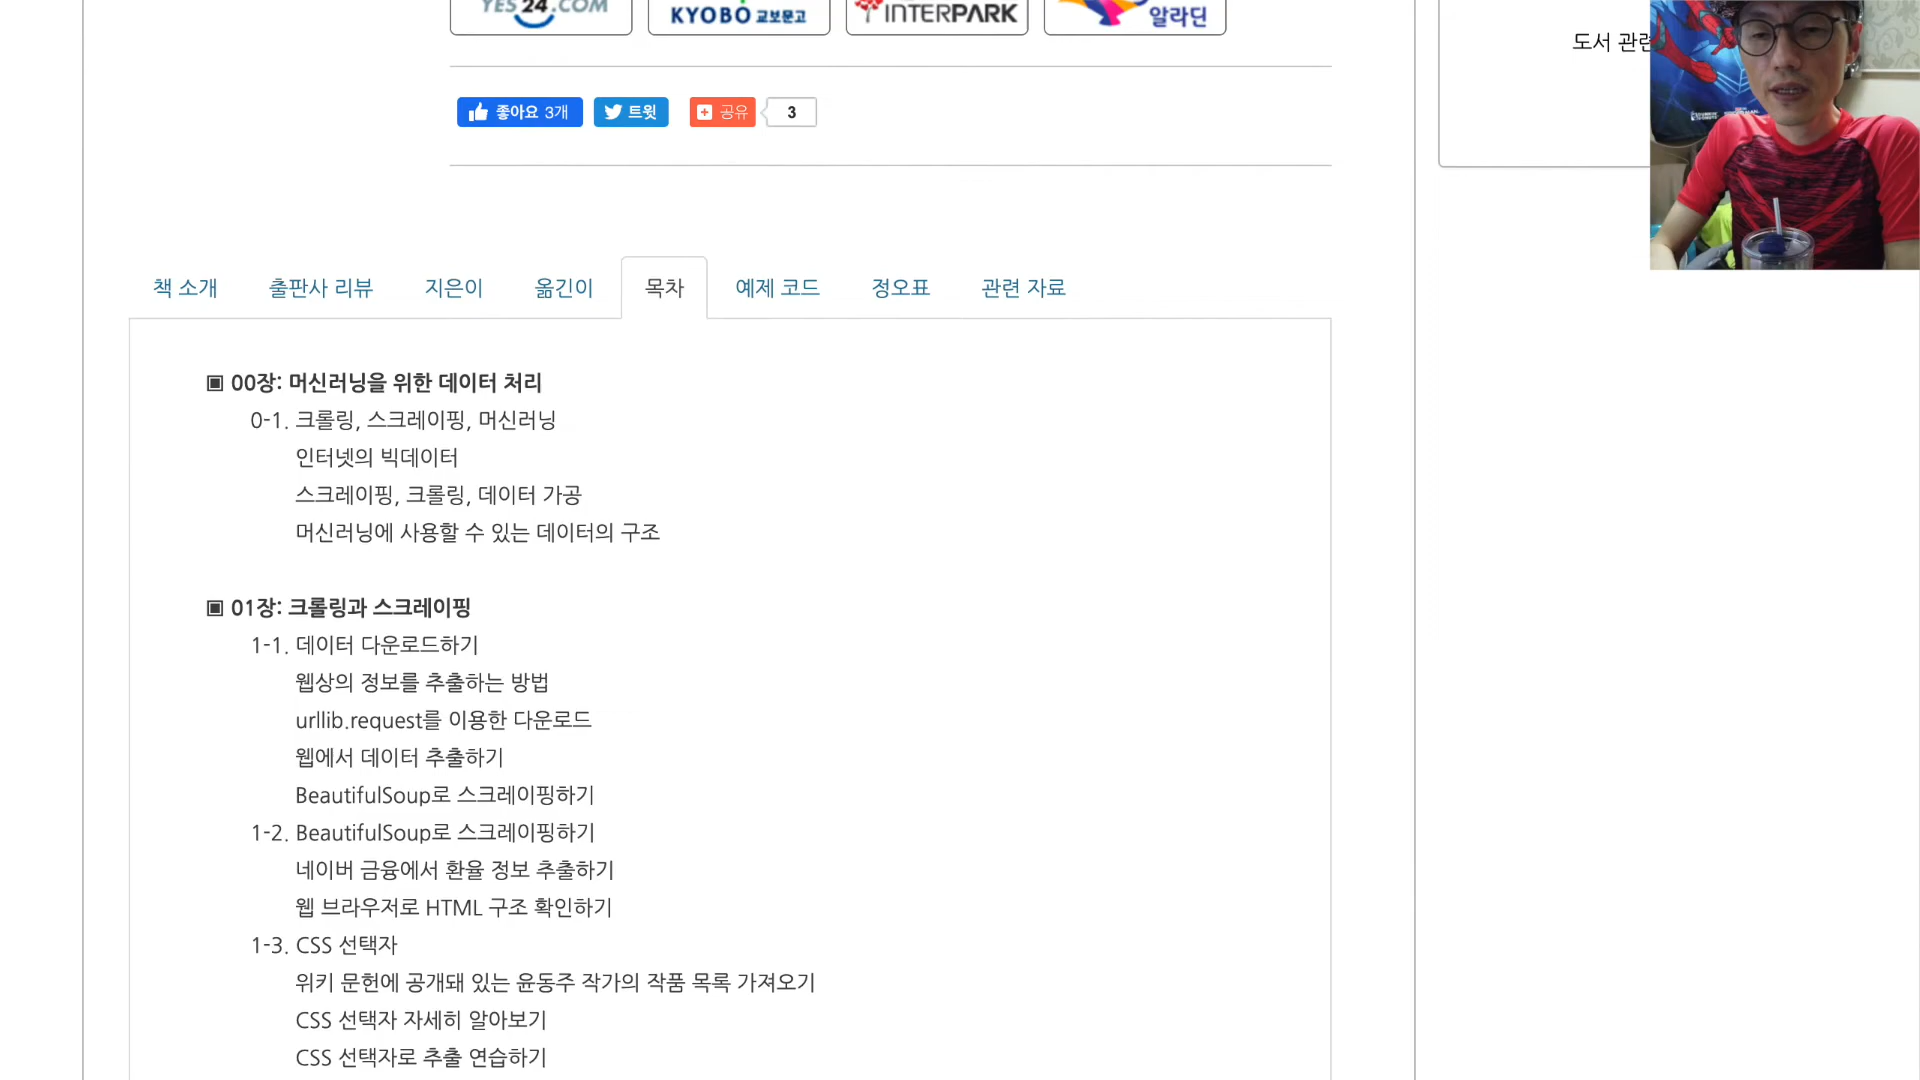 YES24.COM
KYOBO 교보문고
INTERPARK
알라딘
도서 관련
좋아요 3개
트윗
공유
3
책 소개
출판사 리뷰
지은이
옮긴이
목차
예제 코드
정오표
관련 자료
▣ 00장: 머신러닝을 위한 데이터 처리
0-1. 크롤링, 스크레이핑, 머신러닝
인터넷의 빅데이터
스크레이핑, 크롤링, 데이터 가공
머신러닝에 사용할 수 있는 데이터의 구조
▣ 01장: 크롤링과 스크레이핑
1-1. 데이터 다운로드하기
웹상의 정보를 추출하는 방법
urllib.request를 이용한 다운로드
웹에서 데이터 추출하기
BeautifulSoup로 스크레이핑하기
1-2. BeautifulSoup로 스크레이핑하기
네이버 금융에서 환율 정보 추출하기
웹 브라우저로 HTML 구조 확인하기
1-3. CSS 선택자
위키 문헌에 공개돼 있는 윤동주 작가의 작품 목록 가져오기
CSS 선택자 자세히 알아보기
CSS 선택자로 추출 연습하기